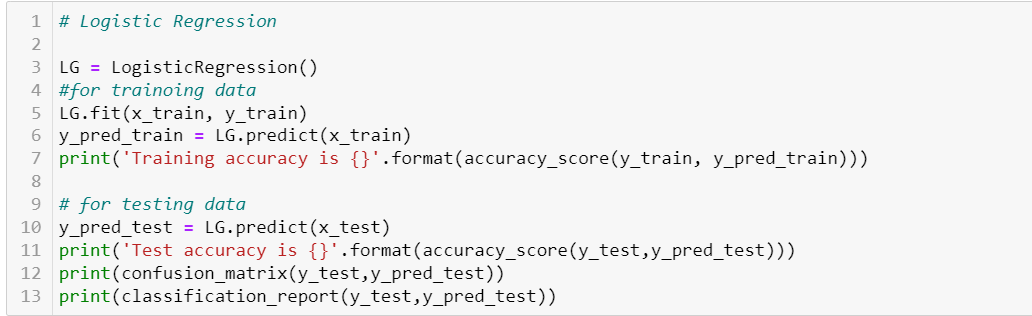 1 # Logistic Regression
2
3 LG = LogisticRegression()
4 #for trainoing data
5 LG.fit(x_train, y_train)
6 y_pred_train = LG.predict(x_train)
7 print('Training accuracy is {}'.format(accuracy_score(y_train, y_pred_train)))
8
9 # for testing data
10 y_pred_test = LG.predict(x_test)
11 print('Test accuracy is {}'.format(accuracy_score(y_test,y_pred_test)))
12 print(confusion_matrix(y_test,y_pred_test))
13 print(classification_report(y_test,y_pred_test))